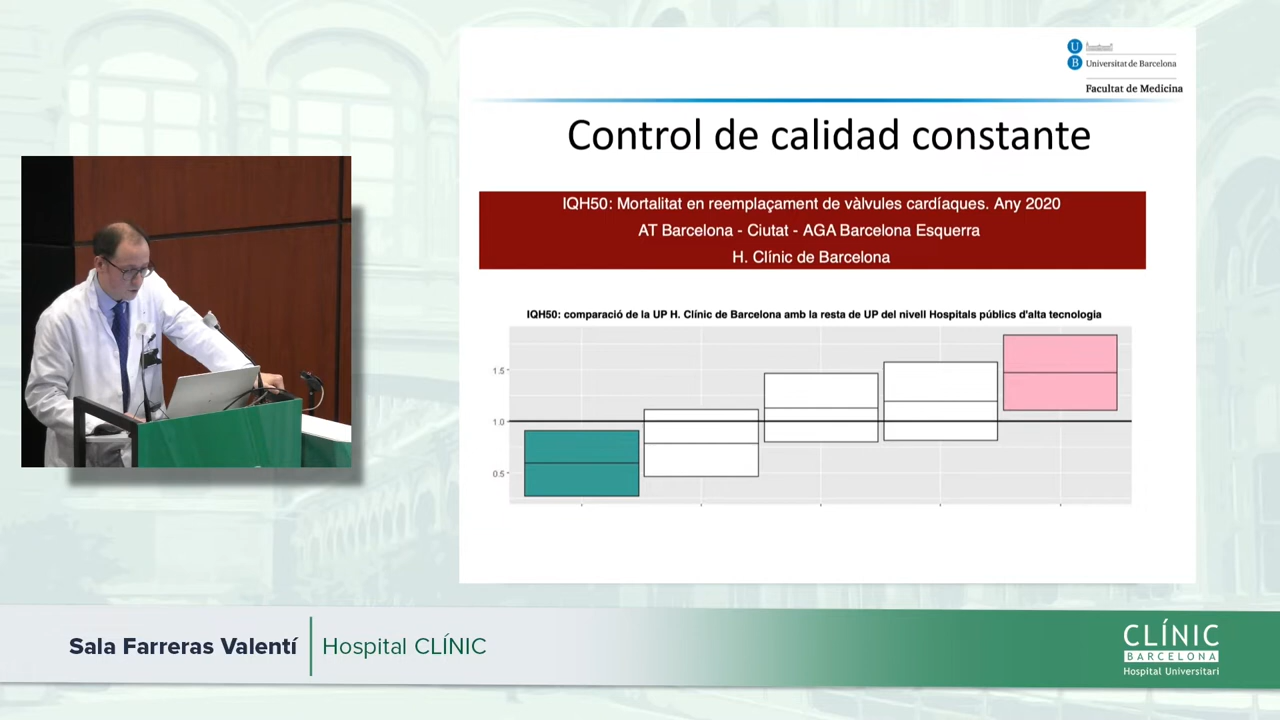 U
B
Universitat de Barcelona
Facultat de Medicina
Control de calidad constante
IQH50: Mortalitat en reemplaçament de vàlvules cardíaques. Any 2020
AT Barcelona - Ciutat - AGA Barcelona Esquerra
H. Clínic de Barcelona
IQH50: comparació de la UP H. Clínic de Barcelona amb la resta de UP del nivell Hospitals públics d'alta tecnologia
1.5
1.0
0.5
Sala Farreras Valentí
Hospital CLÍNIC
CLÍNIC
BARCELONA
Hospital Universitari